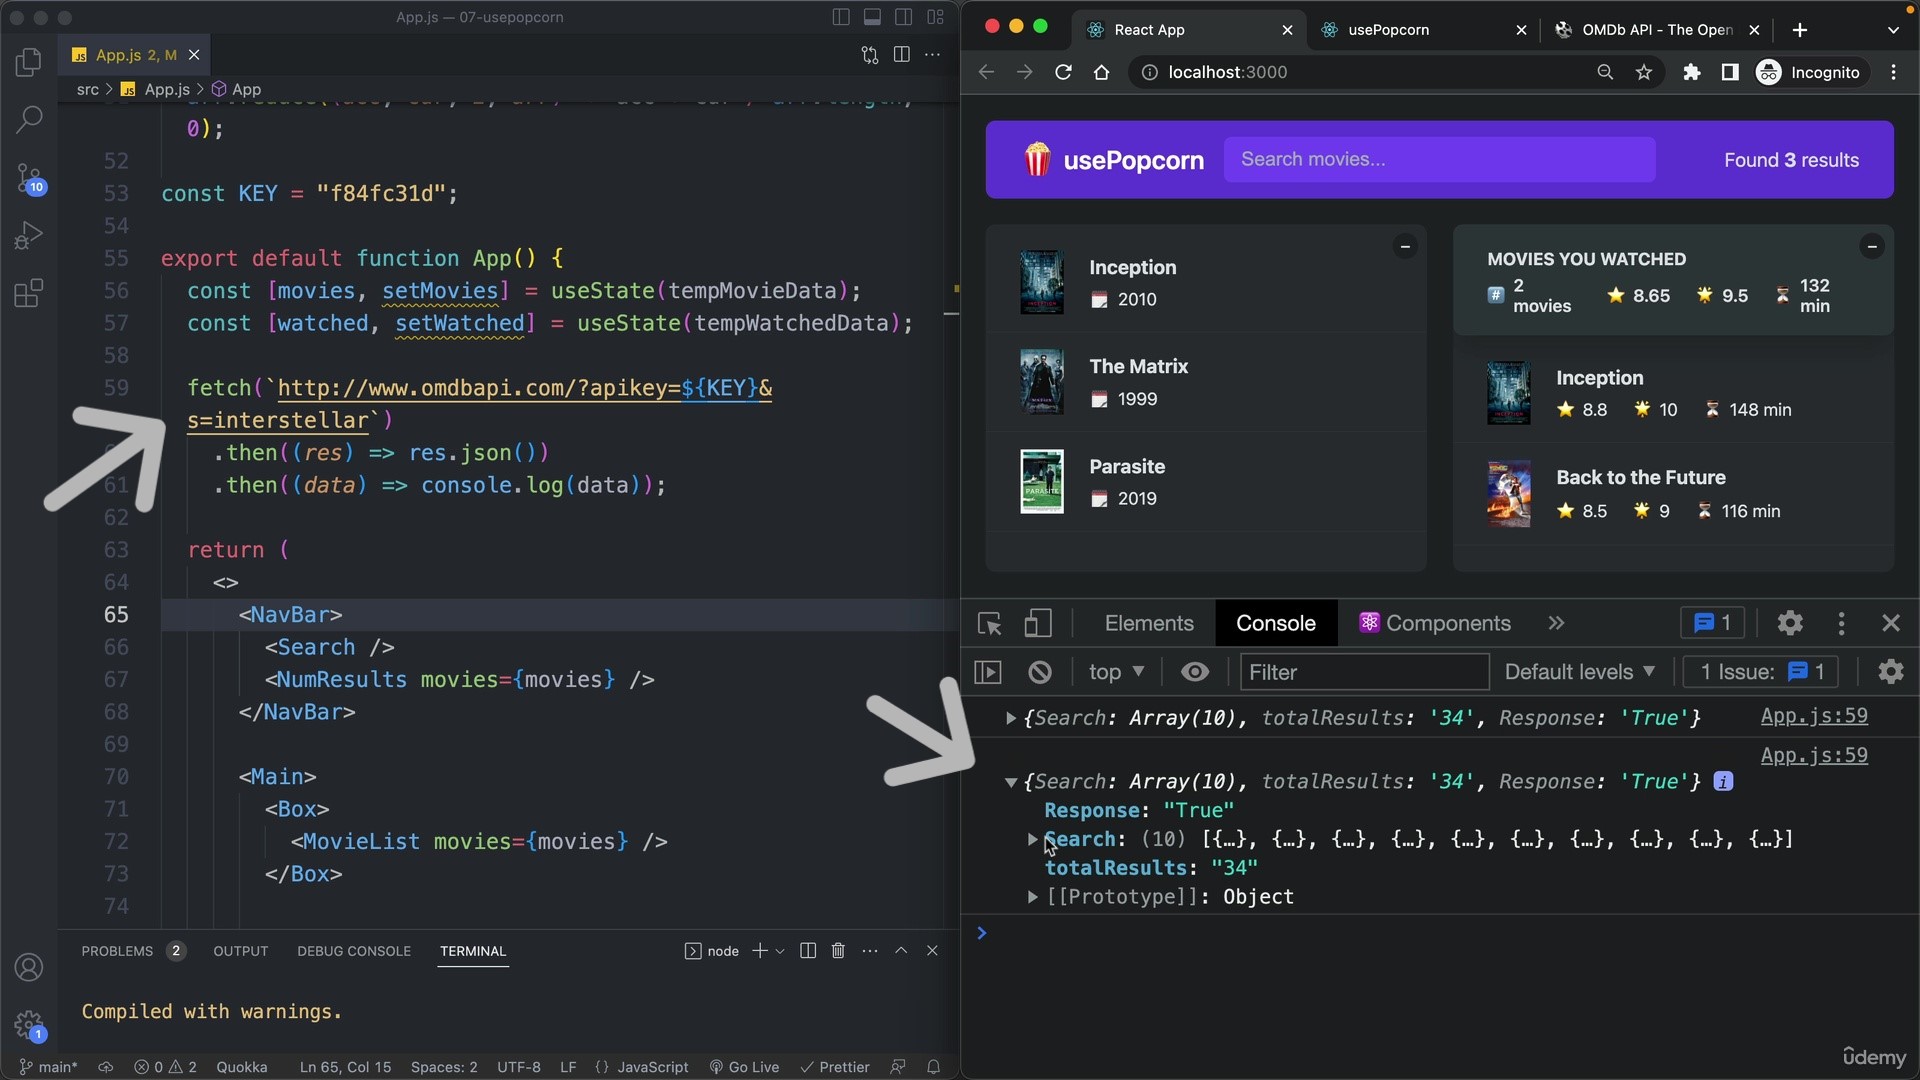 App.js — 07-usepopcorn
App.js 2, M
src > App.js > App
0);
52
53 const KEY = "f84fc31d";
54
55 export default function App() {
56 const [movies, setMovies] = useState(tempMovieData);
57 const [watched, setWatched] = useState(tempWatchedData);
58
59 fetch(`http://www.omdbapi.com/?apikey=${KEY}&
s=interstellar`)
.then((res) => res.json())
61 .then((data) => console.log(data));
62
63 return (
64 <>
65 <NavBar>
66 <Search />
67 <NumResults movies={movies} />
68 </NavBar>
69
70 <Main>
71 <Box>
72 <MovieList movies={movies} />
73 </Box>
74
10
1
PROBLEMS 2 OUTPUT DEBUG CONSOLE TERMINAL node
Compiled with warnings.
main* 0 2 Quokka Ln 65, Col 15 Spaces: 2 UTF-8 LF {} JavaScript Go Live Prettier
React App usePopcorn OMDb API - The Open
localhost:3000 Incognito
usePopcorn Search movies... Found 3 results
Inception
2010
The Matrix
1999
Parasite
2019
MOVIES YOU WATCHED
# 2 movies 8.65 9.5 132 min
Inception
8.8 10 148 min
Back to the Future
8.5 9 116 min
Elements Console Components 1
top Filter Default levels 1 Issue: 1
{Search: Array(10), totalResults: '34', Response: 'True'} App.js:59
App.js:59
{Search: Array(10), totalResults: '34', Response: 'True'} i
Response: "True"
Search: (10) [{…}, {…}, {…}, {…}, {…}, {…}, {…}, {…}, {…}, {…}]
totalResults: "34"
[[Prototype]]: Object
udemy